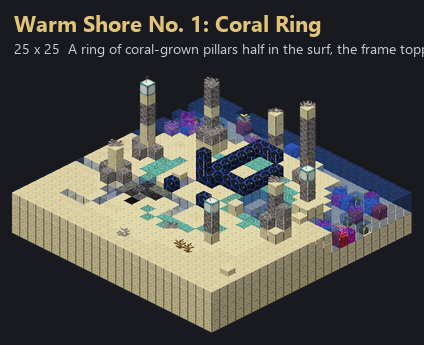 Warm Shore No. 1: Coral Ring
25 x 25 A ring of coral-grown pillars half in the surf, the frame topp